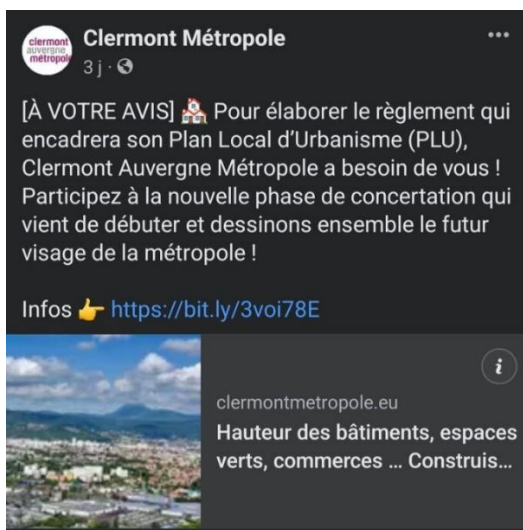 clermont
auvergne
métropole
Clermont Métropole
3 j ·
[À VOTRE AVIS] 🏘️ Pour élaborer le règlement qui
encadrera son Plan Local d’Urbanisme (PLU),
Clermont Auvergne Métropole a besoin de vous !
Participez à la nouvelle phase de concertation qui
vient de débuter et dessinons ensemble le futur
visage de la métropole !
Infos 👉 https://bit.ly/3voi78E
i
clermontmetropole.eu
Hauteur des bâtiments, espaces
verts, commerces ... Construis...